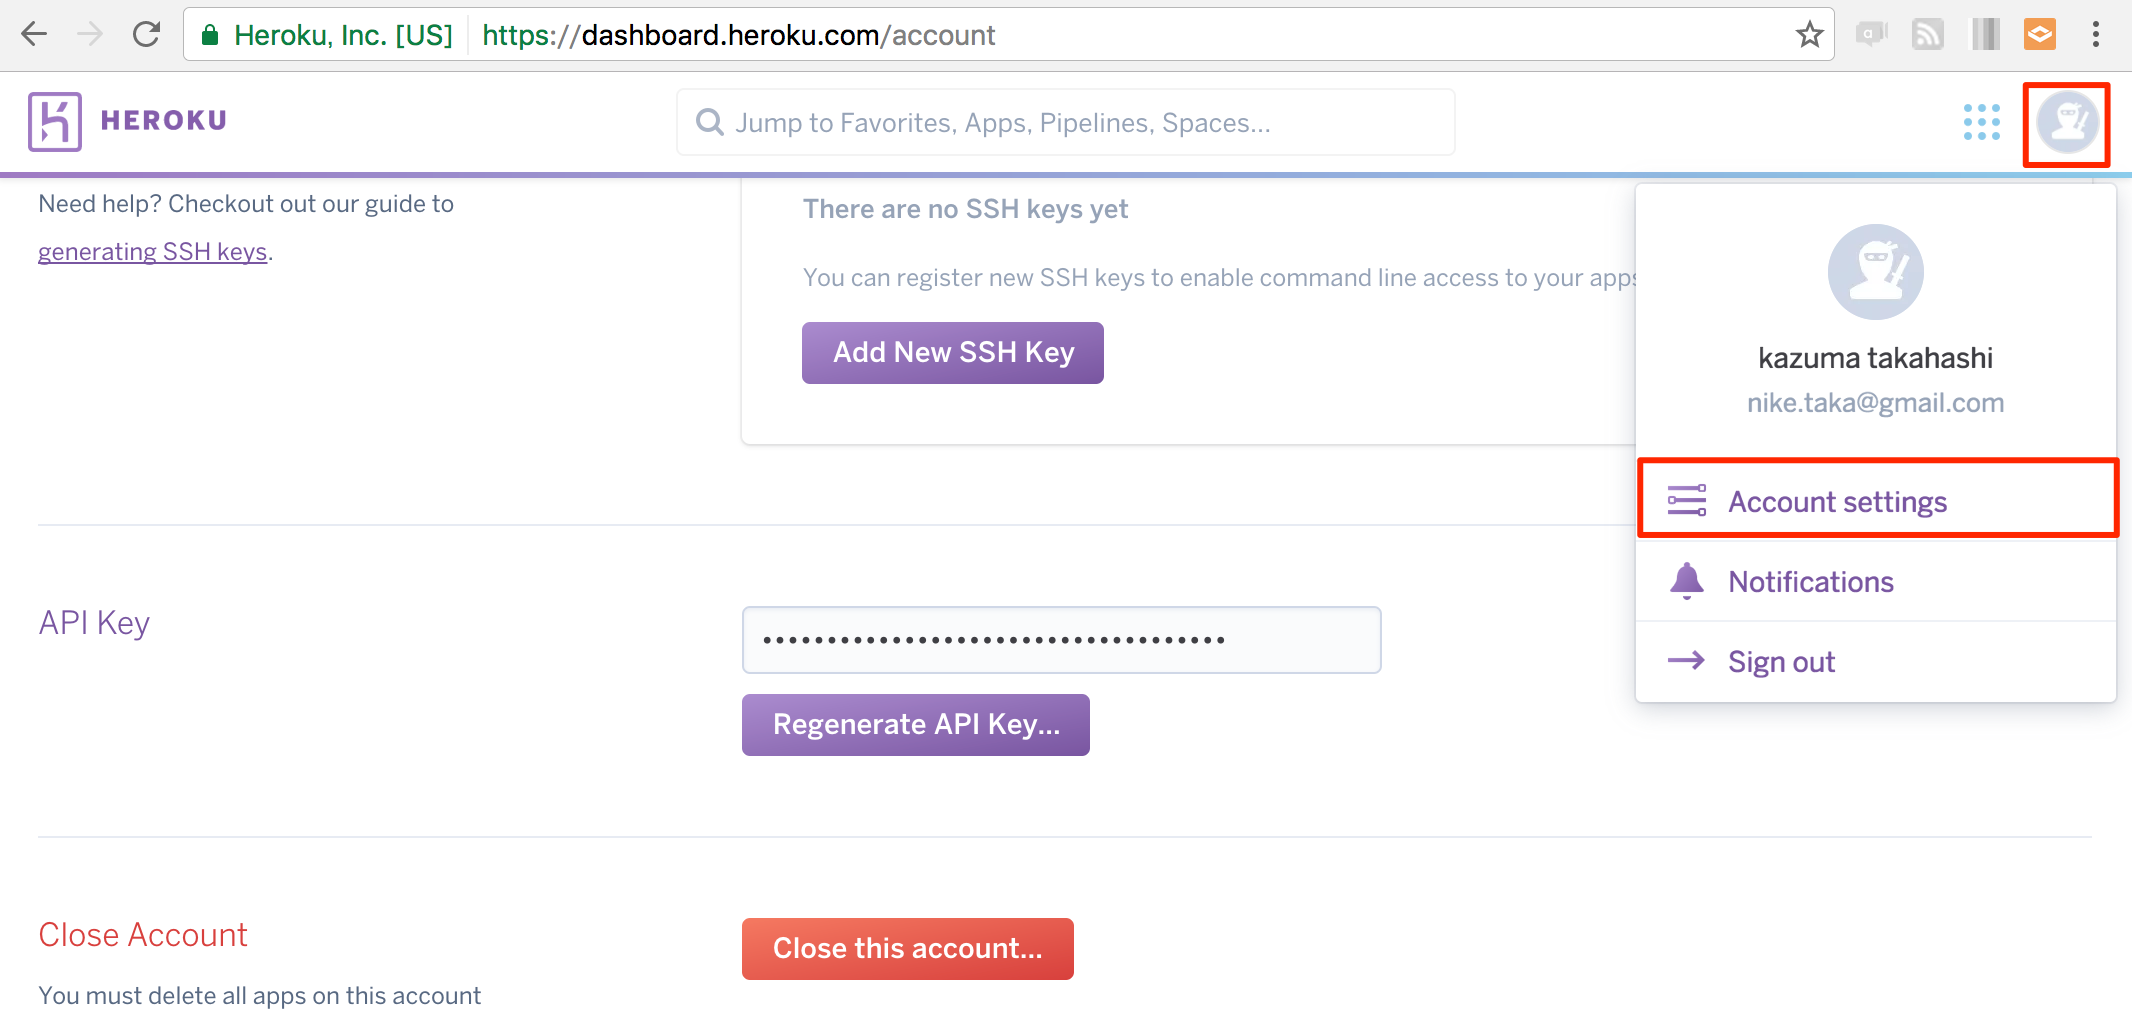 Heroku, Inc. [US] https://dashboard.heroku.com/account
HEROKU
Jump to Favorites, Apps, Pipelines, Spaces...
Need help? Checkout out our guide to
generating SSH keys.
There are no SSH keys yet
You can register new SSH keys to enable command line access to your apps
Add New SSH Key
kazuma takahashi
nike.taka@gmail.com
Account settings
Notifications
Sign out
API Key
••••••••••••••••••••••••••••••••••••
Regenerate API Key...
Close Account
Close this account...
You must delete all apps on this account